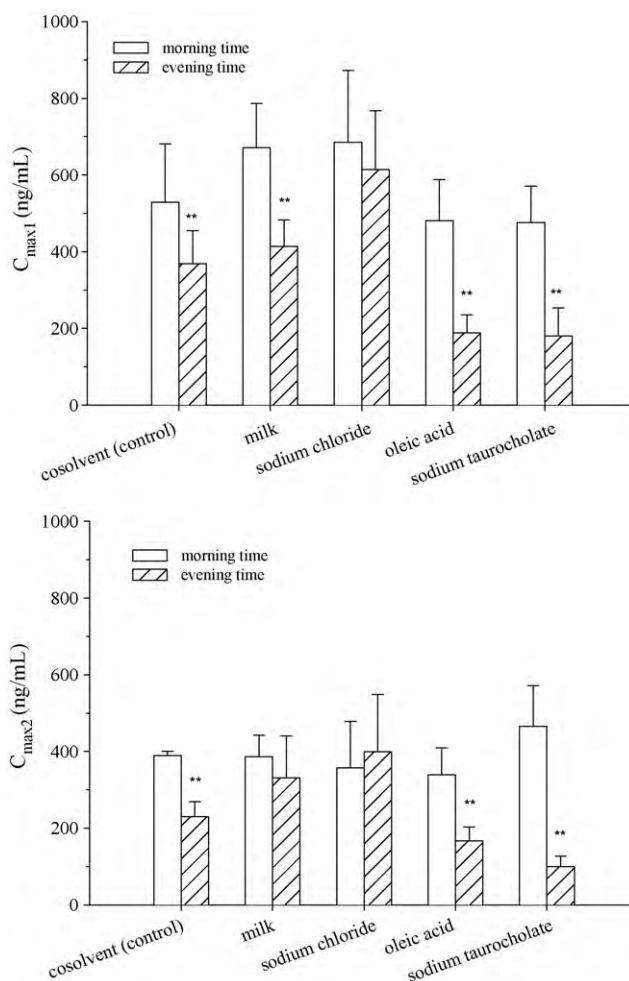 1000
800
600
400
200
0
C_max1 (ng/mL)
morning time
evening time
**
**
**
**
cosolvent (control)
milk
sodium chloride
oleic acid
sodium taurocholate
1000
800
600
400
200
0
C_max2 (ng/mL)
morning time
evening time
**
**
**
cosolvent (control)
milk
sodium chloride
oleic acid
sodium taurocholate